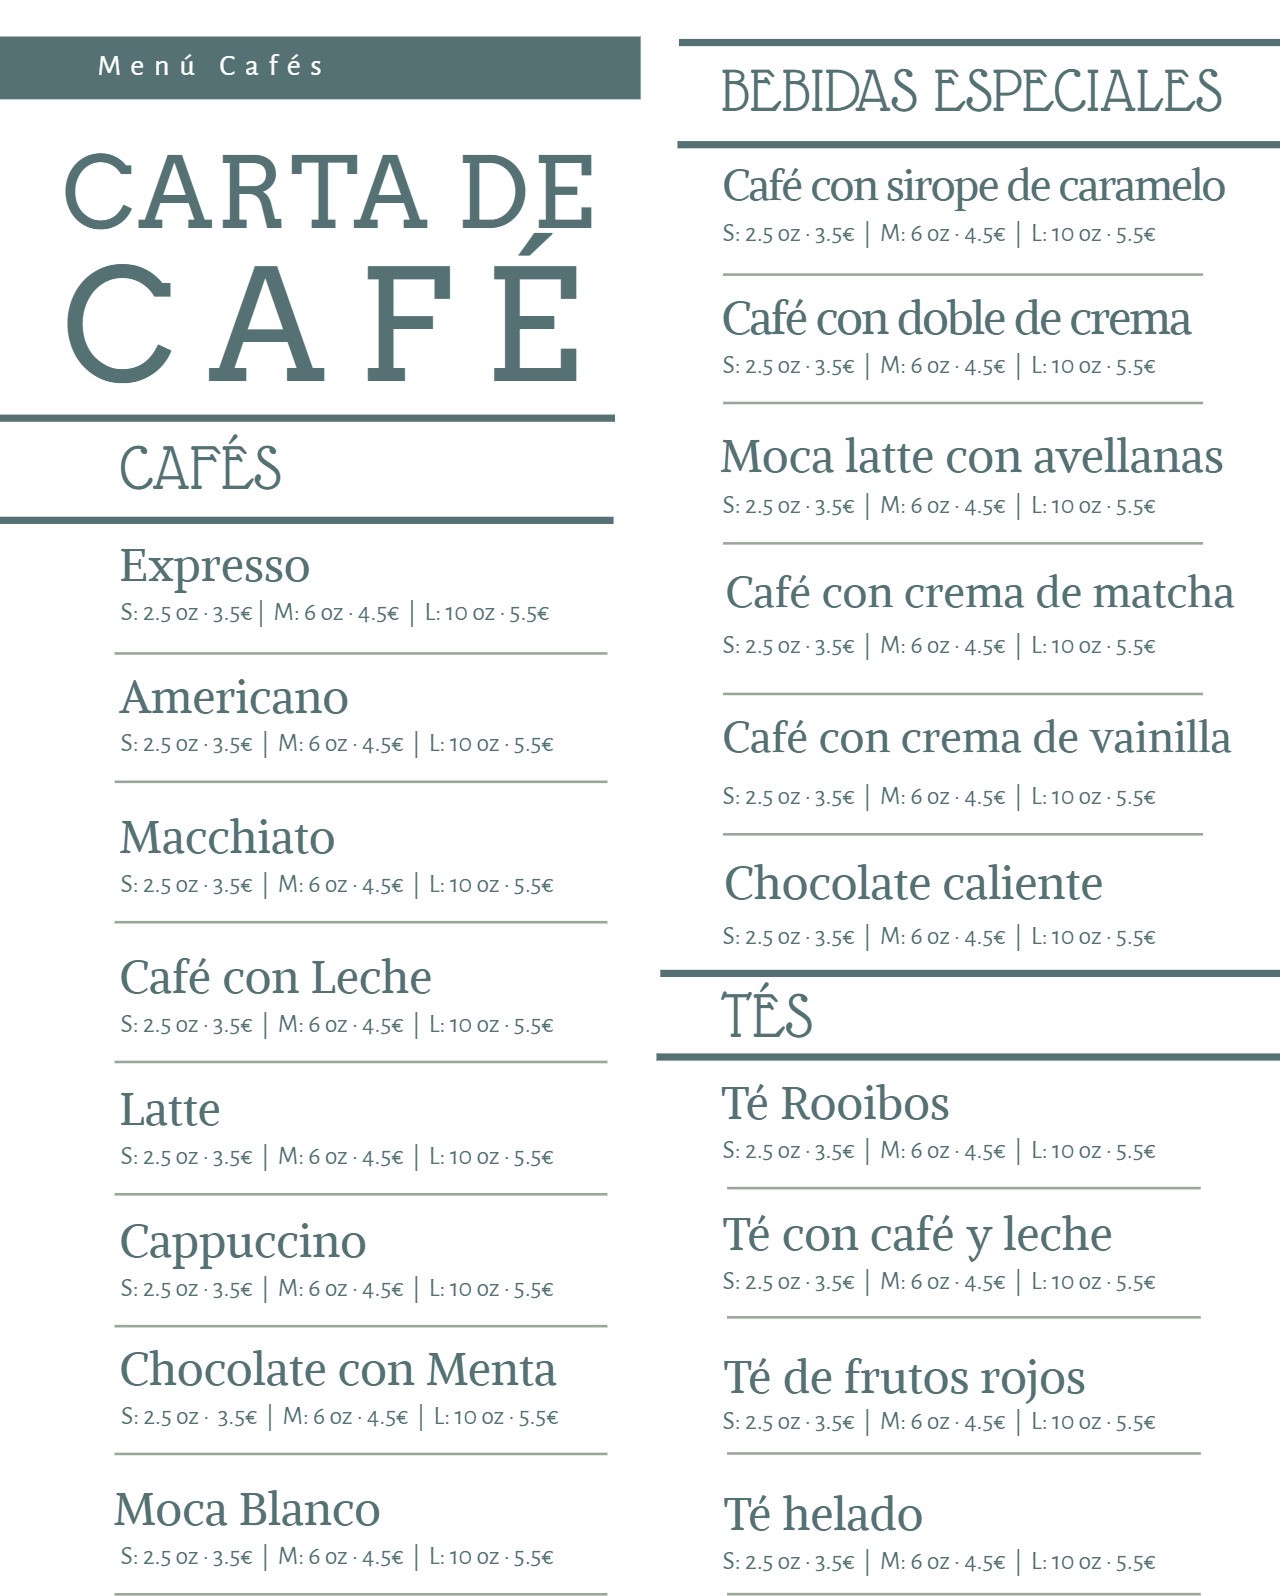 Menú Cafés
CARTA DE
CAFÉ
CAFÉS
Expresso
S: 2.5 oz · 3.5€ | M: 6 oz · 4.5€ | L: 10 oz · 5.5€
Americano
S: 2.5 oz · 3.5€ | M: 6 oz · 4.5€ | L: 10 oz · 5.5€
Macchiato
S: 2.5 oz · 3.5€ | M: 6 oz · 4.5€ | L: 10 oz · 5.5€
Café con Leche
S: 2.5 oz · 3.5€ | M: 6 oz · 4.5€ | L: 10 oz · 5.5€
Latte
S: 2.5 oz · 3.5€ | M: 6 oz · 4.5€ | L: 10 oz · 5.5€
Cappuccino
S: 2.5 oz · 3.5€ | M: 6 oz · 4.5€ | L: 10 oz · 5.5€
Chocolate con Menta
S: 2.5 oz · 3.5€ | M: 6 oz · 4.5€ | L: 10 oz · 5.5€
Moca Blanco
S: 2.5 oz · 3.5€ | M: 6 oz · 4.5€ | L: 10 oz · 5.5€
BEBIDAS ESPECIALES
Café con sirope de caramelo
S: 2.5 oz · 3.5€ | M: 6 oz · 4.5€ | L: 10 oz · 5.5€
Café con doble de crema
S: 2.5 oz · 3.5€ | M: 6 oz · 4.5€ | L: 10 oz · 5.5€
Moca latte con avellanas
S: 2.5 oz · 3.5€ | M: 6 oz · 4.5€ | L: 10 oz · 5.5€
Café con crema de matcha
S: 2.5 oz · 3.5€ | M: 6 oz · 4.5€ | L: 10 oz · 5.5€
Café con crema de vainilla
S: 2.5 oz · 3.5€ | M: 6 oz · 4.5€ | L: 10 oz · 5.5€
Chocolate caliente
S: 2.5 oz · 3.5€ | M: 6 oz · 4.5€ | L: 10 oz · 5.5€
TÉS
Té Rooibos
S: 2.5 oz · 3.5€ | M: 6 oz · 4.5€ | L: 10 oz · 5.5€
Té con café y leche
S: 2.5 oz · 3.5€ | M: 6 oz · 4.5€ | L: 10 oz · 5.5€
Té de frutos rojos
S: 2.5 oz · 3.5€ | M: 6 oz · 4.5€ | L: 10 oz · 5.5€
Té helado
S: 2.5 oz · 3.5€ | M: 6 oz · 4.5€ | L: 10 oz · 5.5€